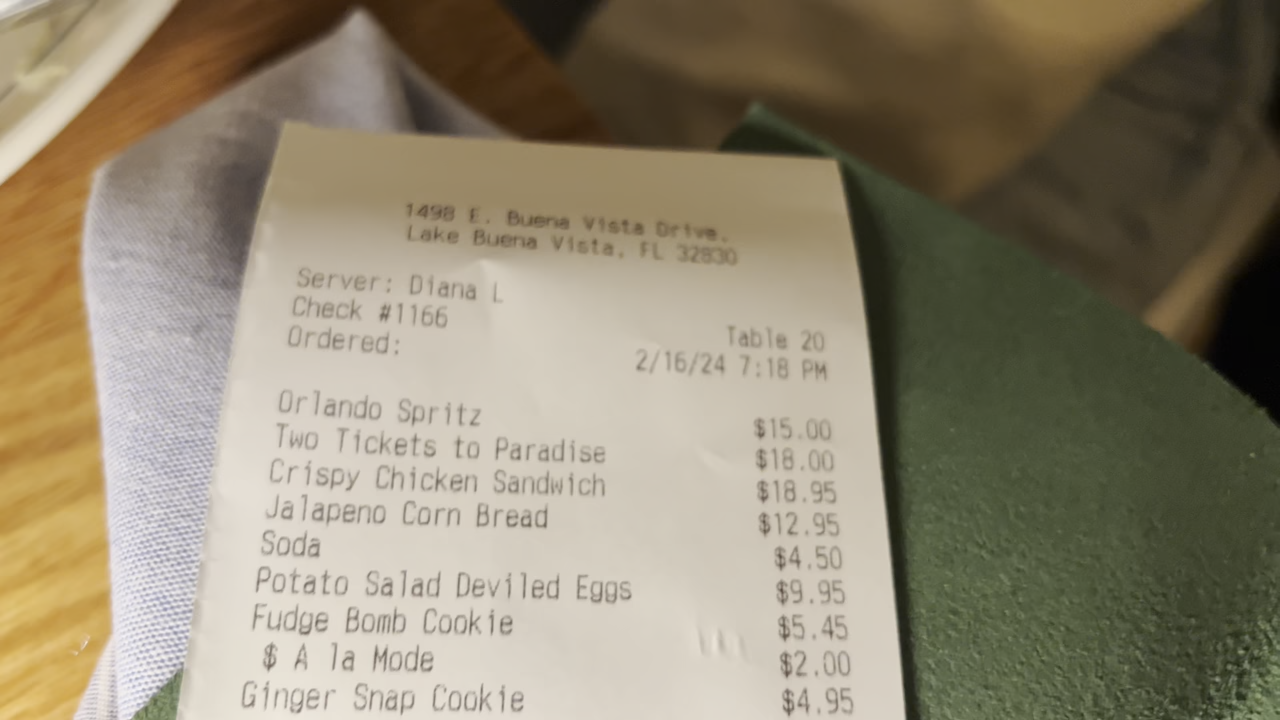 1498 E. Buena Vista Drive.
Lake Buena Vista, FL 32830
Server: Diana L
Check #1166 Table 20
Ordered: 2/16/24 7:18 PM
Orlando Spritz $15.00
Two Tickets to Paradise $18.00
Crispy Chicken Sandwich $18.95
Jalapeno Corn Bread $12.95
Soda $4.50
Potato Salad Deviled Eggs $9.95
Fudge Bomb Cookie $5.45
$ A la Mode $2.00
Ginger Snap Cookie $4.95